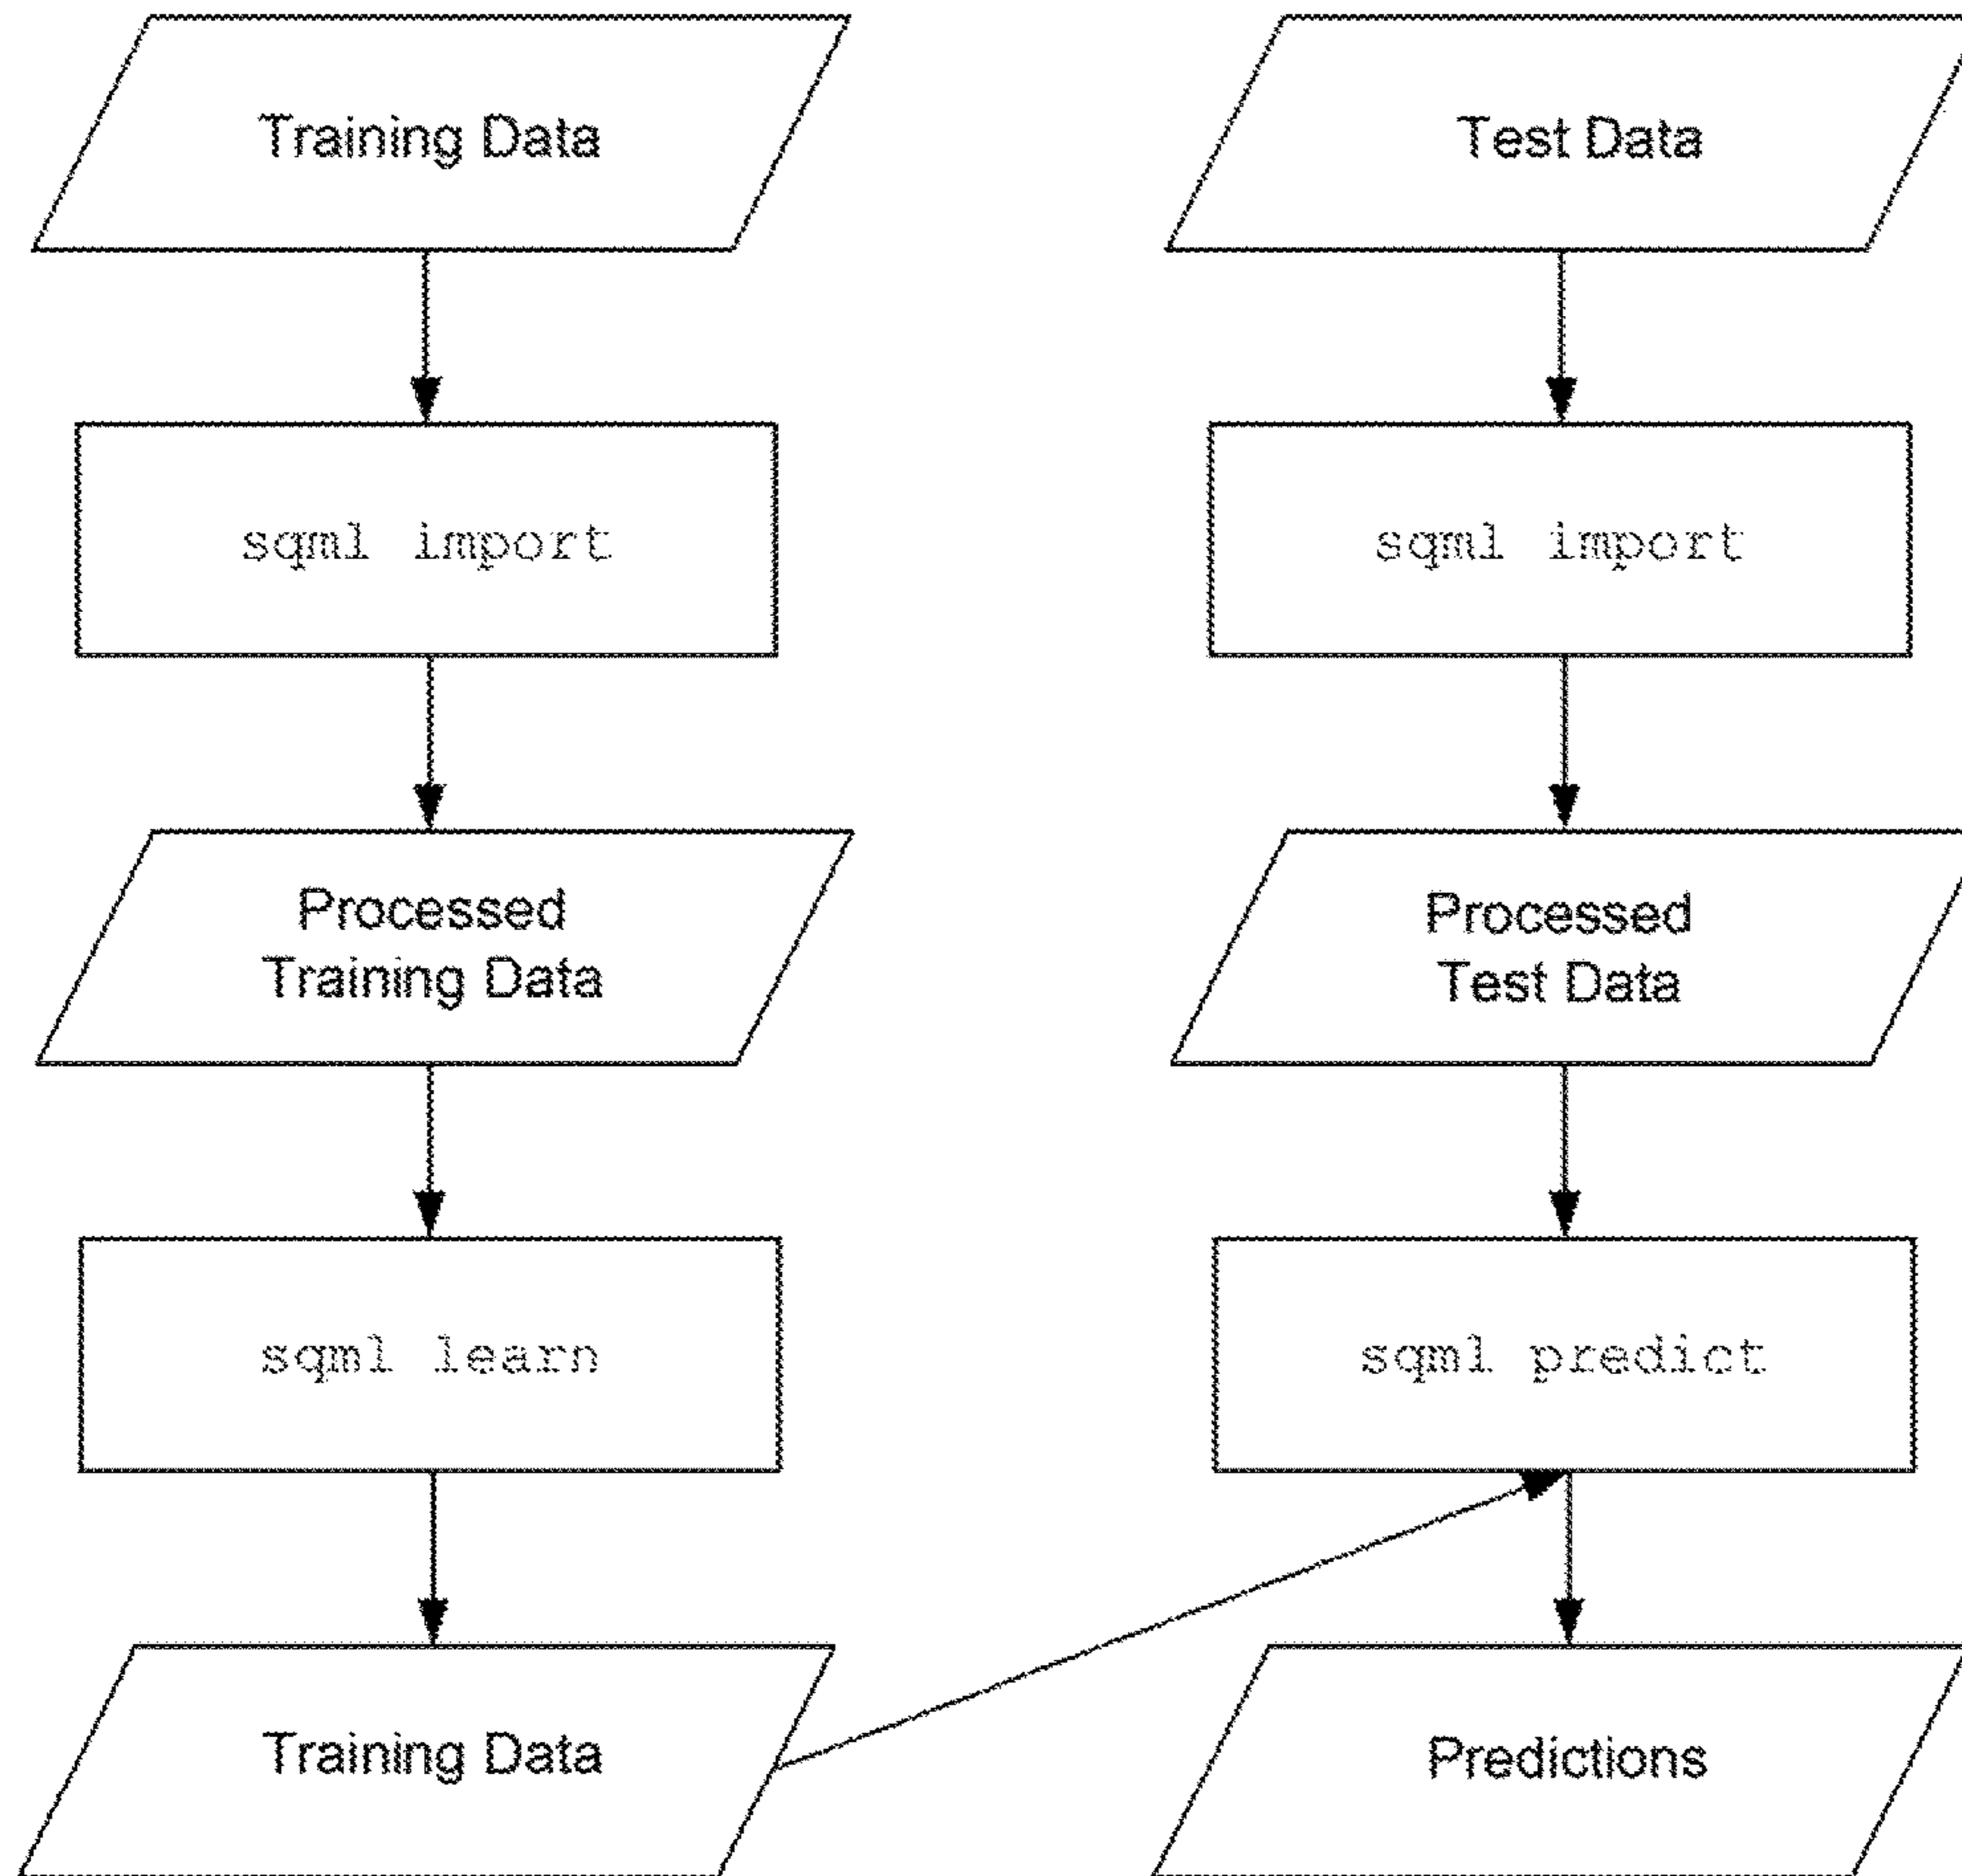 Training Data
Test Data
sqml import
sqml import
Processed
Training Data
Processed
Test Data
sqml learn
sqml predict
Training Data
Predictions